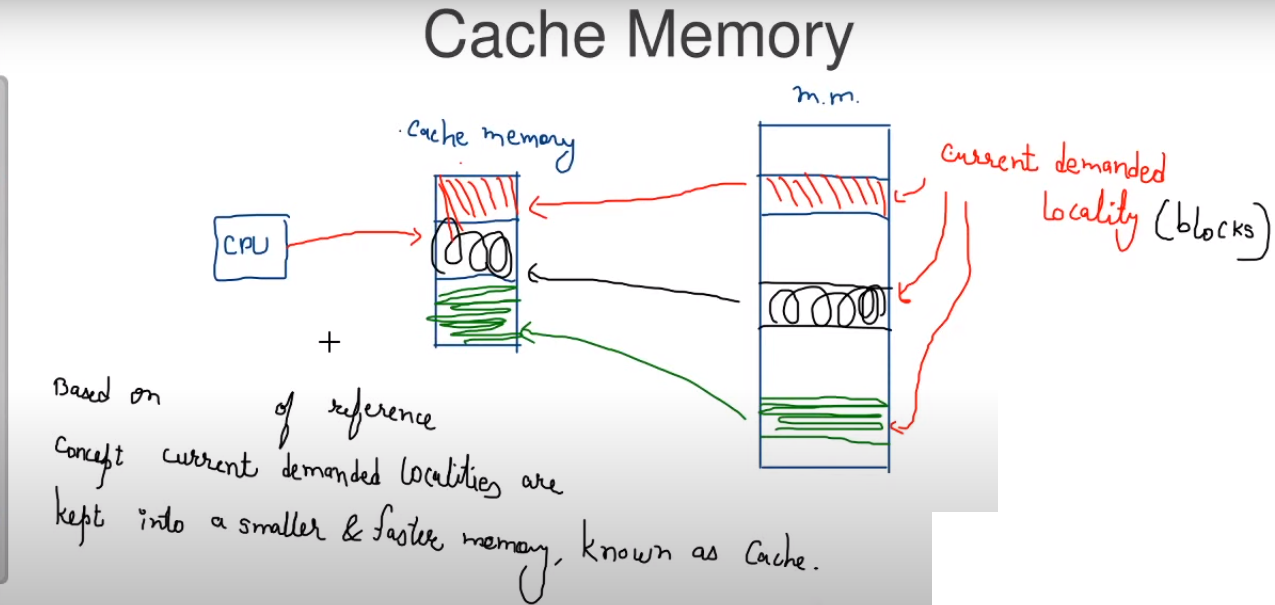 Cache Memory
m.m.
Cache memory
current demanded
Locality (blocks)
CPU
Based on of reference
Concept current demanded localities are
kept into a smaller & faster memory, known as Cache.